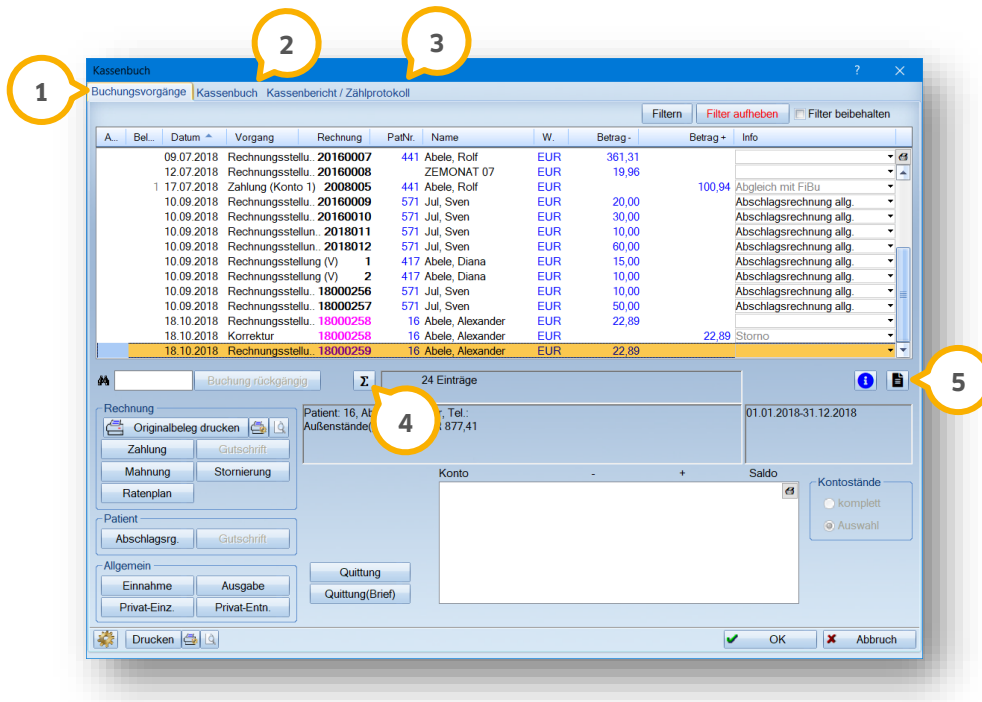 2
3
1
5
4
Kassenbuch ? ×
Buchungsvorgänge Kassenbuch Kassenbericht / Zählprotokoll
Filtern Filter aufheben Filter beibehalten
A... Bel... Datum Vorgang Rechnung PatNr. Name W. Betrag - Betrag + Info
09.07.2018 Rechnungsstellu.. 20160007 441 Abele, Rolf EUR 361,31
12.07.2018 Rechnungsstellu.. 20160008 ZEMONAT 07 EUR 19,96
1 17.07.2018 Zahlung (Konto 1) 2008005 441 Abele, Rolf EUR 100,94 Abgleich mit FiBu
10.09.2018 Rechnungsstellu.. 20160009 571 Jul, Sven EUR 20,00 Abschlagsrechnung allg.
10.09.2018 Rechnungsstellu.. 20160010 571 Jul, Sven EUR 30,00 Abschlagsrechnung allg.
10.09.2018 Rechnungsstellun.. 2018011 571 Jul, Sven EUR 10,00 Abschlagsrechnung allg.
10.09.2018 Rechnungsstellun.. 2018012 571 Jul, Sven EUR 60,00 Abschlagsrechnung allg.
10.09.2018 Rechnungsstellung (V) 1 417 Abele, Diana EUR 15,00 Abschlagsrechnung allg.
10.09.2018 Rechnungsstellung (V) 2 417 Abele, Diana EUR 10,00 Abschlagsrechnung allg.
10.09.2018 Rechnungsstellu.. 18000256 571 Jul, Sven EUR 10,00 Abschlagsrechnung allg.
10.09.2018 Rechnungsstellu.. 18000257 571 Jul, Sven EUR 50,00 Abschlagsrechnung allg.
18.10.2018 Rechnungsstellu.. 18000258 16 Abele, Alexander EUR 22,89
18.10.2018 Korrektur 18000258 16 Abele, Alexander EUR 22,89 Storno
18.10.2018 Rechnungsstellu.. 18000259 16 Abele, Alexander EUR 22,89
Buchung rückgängig Σ 24 Einträge i
Rechnung
Originalbeleg drucken
Zahlung Gutschrift
Mahnung Stornierung
Ratenplan
Patient: 16, Ab , Tel.:
Außenstände( 877,41
01.01.2018-31.12.2018
Konto - + Saldo
Kontostände
komplett
Auswahl
Patient
Abschlagsrg. Gutschrift
Allgemein
Einnahme Ausgabe
Privat-Einz. Privat-Entn.
Quittung
Quittung(Brief)
Drucken OK Abbruch